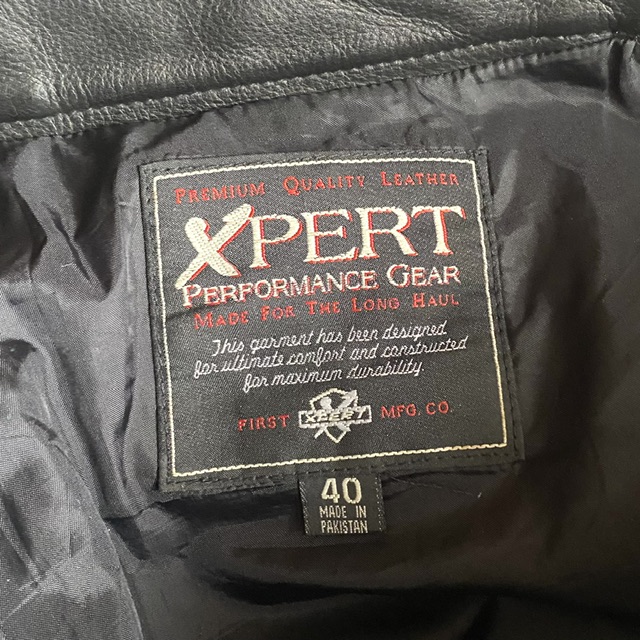 PREMIUM QUALITY LEATHER
XPERT
PERFORMANCE GEAR
MADE FOR THE LONG HAUL
This garment has been designed
for ultimate comfort and constructed
for maximum durability.
FIRST XPERT MFG. CO.
40
MADE IN
PAKISTAN